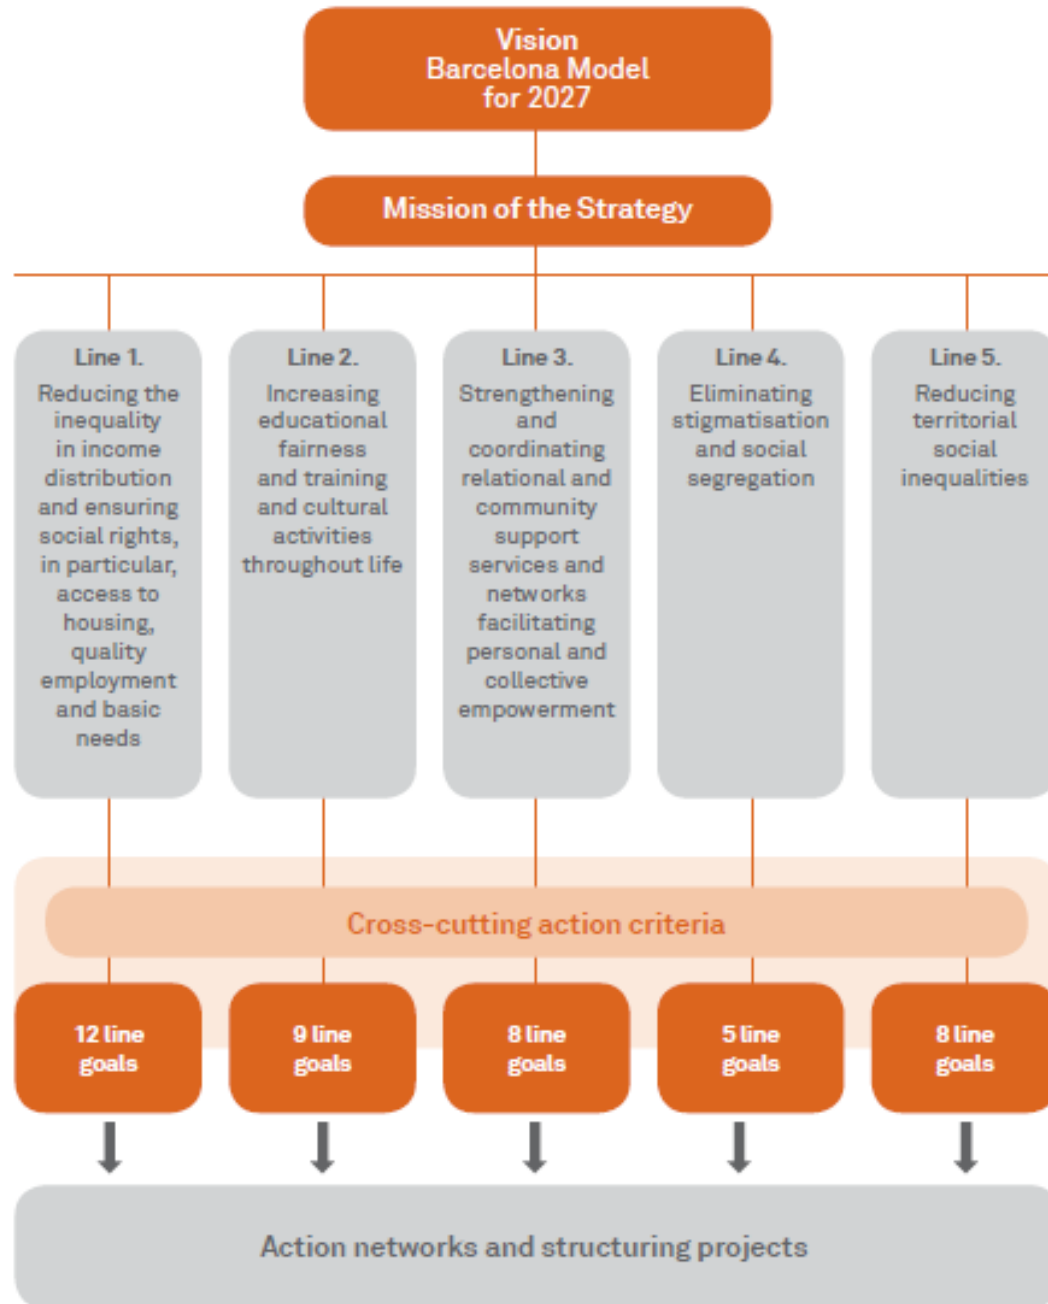 Vision
Barcelona Model
for 2027
Mission of the Strategy
Line 1.
Reducing the
inequality
in income
distribution
and ensuring
social rights,
in particular,
access to
housing,
quality
employment
and basic
needs
Line 2.
Increasing
educational
fairness
and training
and cultural
activities
throughout life
Line 3.
Strengthening
and
coordinating
relational and
community
support
services and
networks
facilitating
personal and
collective
empowerment
Line 4.
Eliminating
stigmatisation
and social
segregation
Line 5.
Reducing
territorial
social
inequalities
Cross-cutting action criteria
12 line
goals
9 line
goals
8 line
goals
5 line
goals
8 line
goals
Action networks and structuring projects